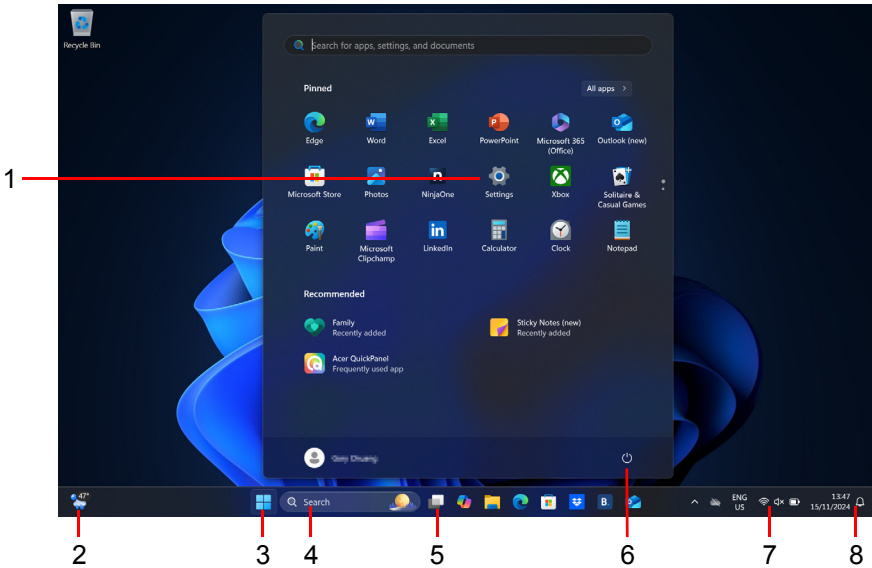 Recycle Bin
Search for apps, settings, and documents
Pinned
All apps >
Edge
Word
Excel
PowerPoint
Microsoft 365
(Office)
Outlook (new)
1
Microsoft Store
Photos
NinjaOne
Settings
Xbox
Solitaire &
Casual Games
Paint
Microsoft
Clipchamp
LinkedIn
Calculator
Clock
Notepad
Recommended
Family
Recently added
Sticky Notes (new)
Recently added
Acer QuickPanel
Frequently used app
47°
Search
ENG
US
13:47
15/11/2024
2
3
4
5
6
7
8